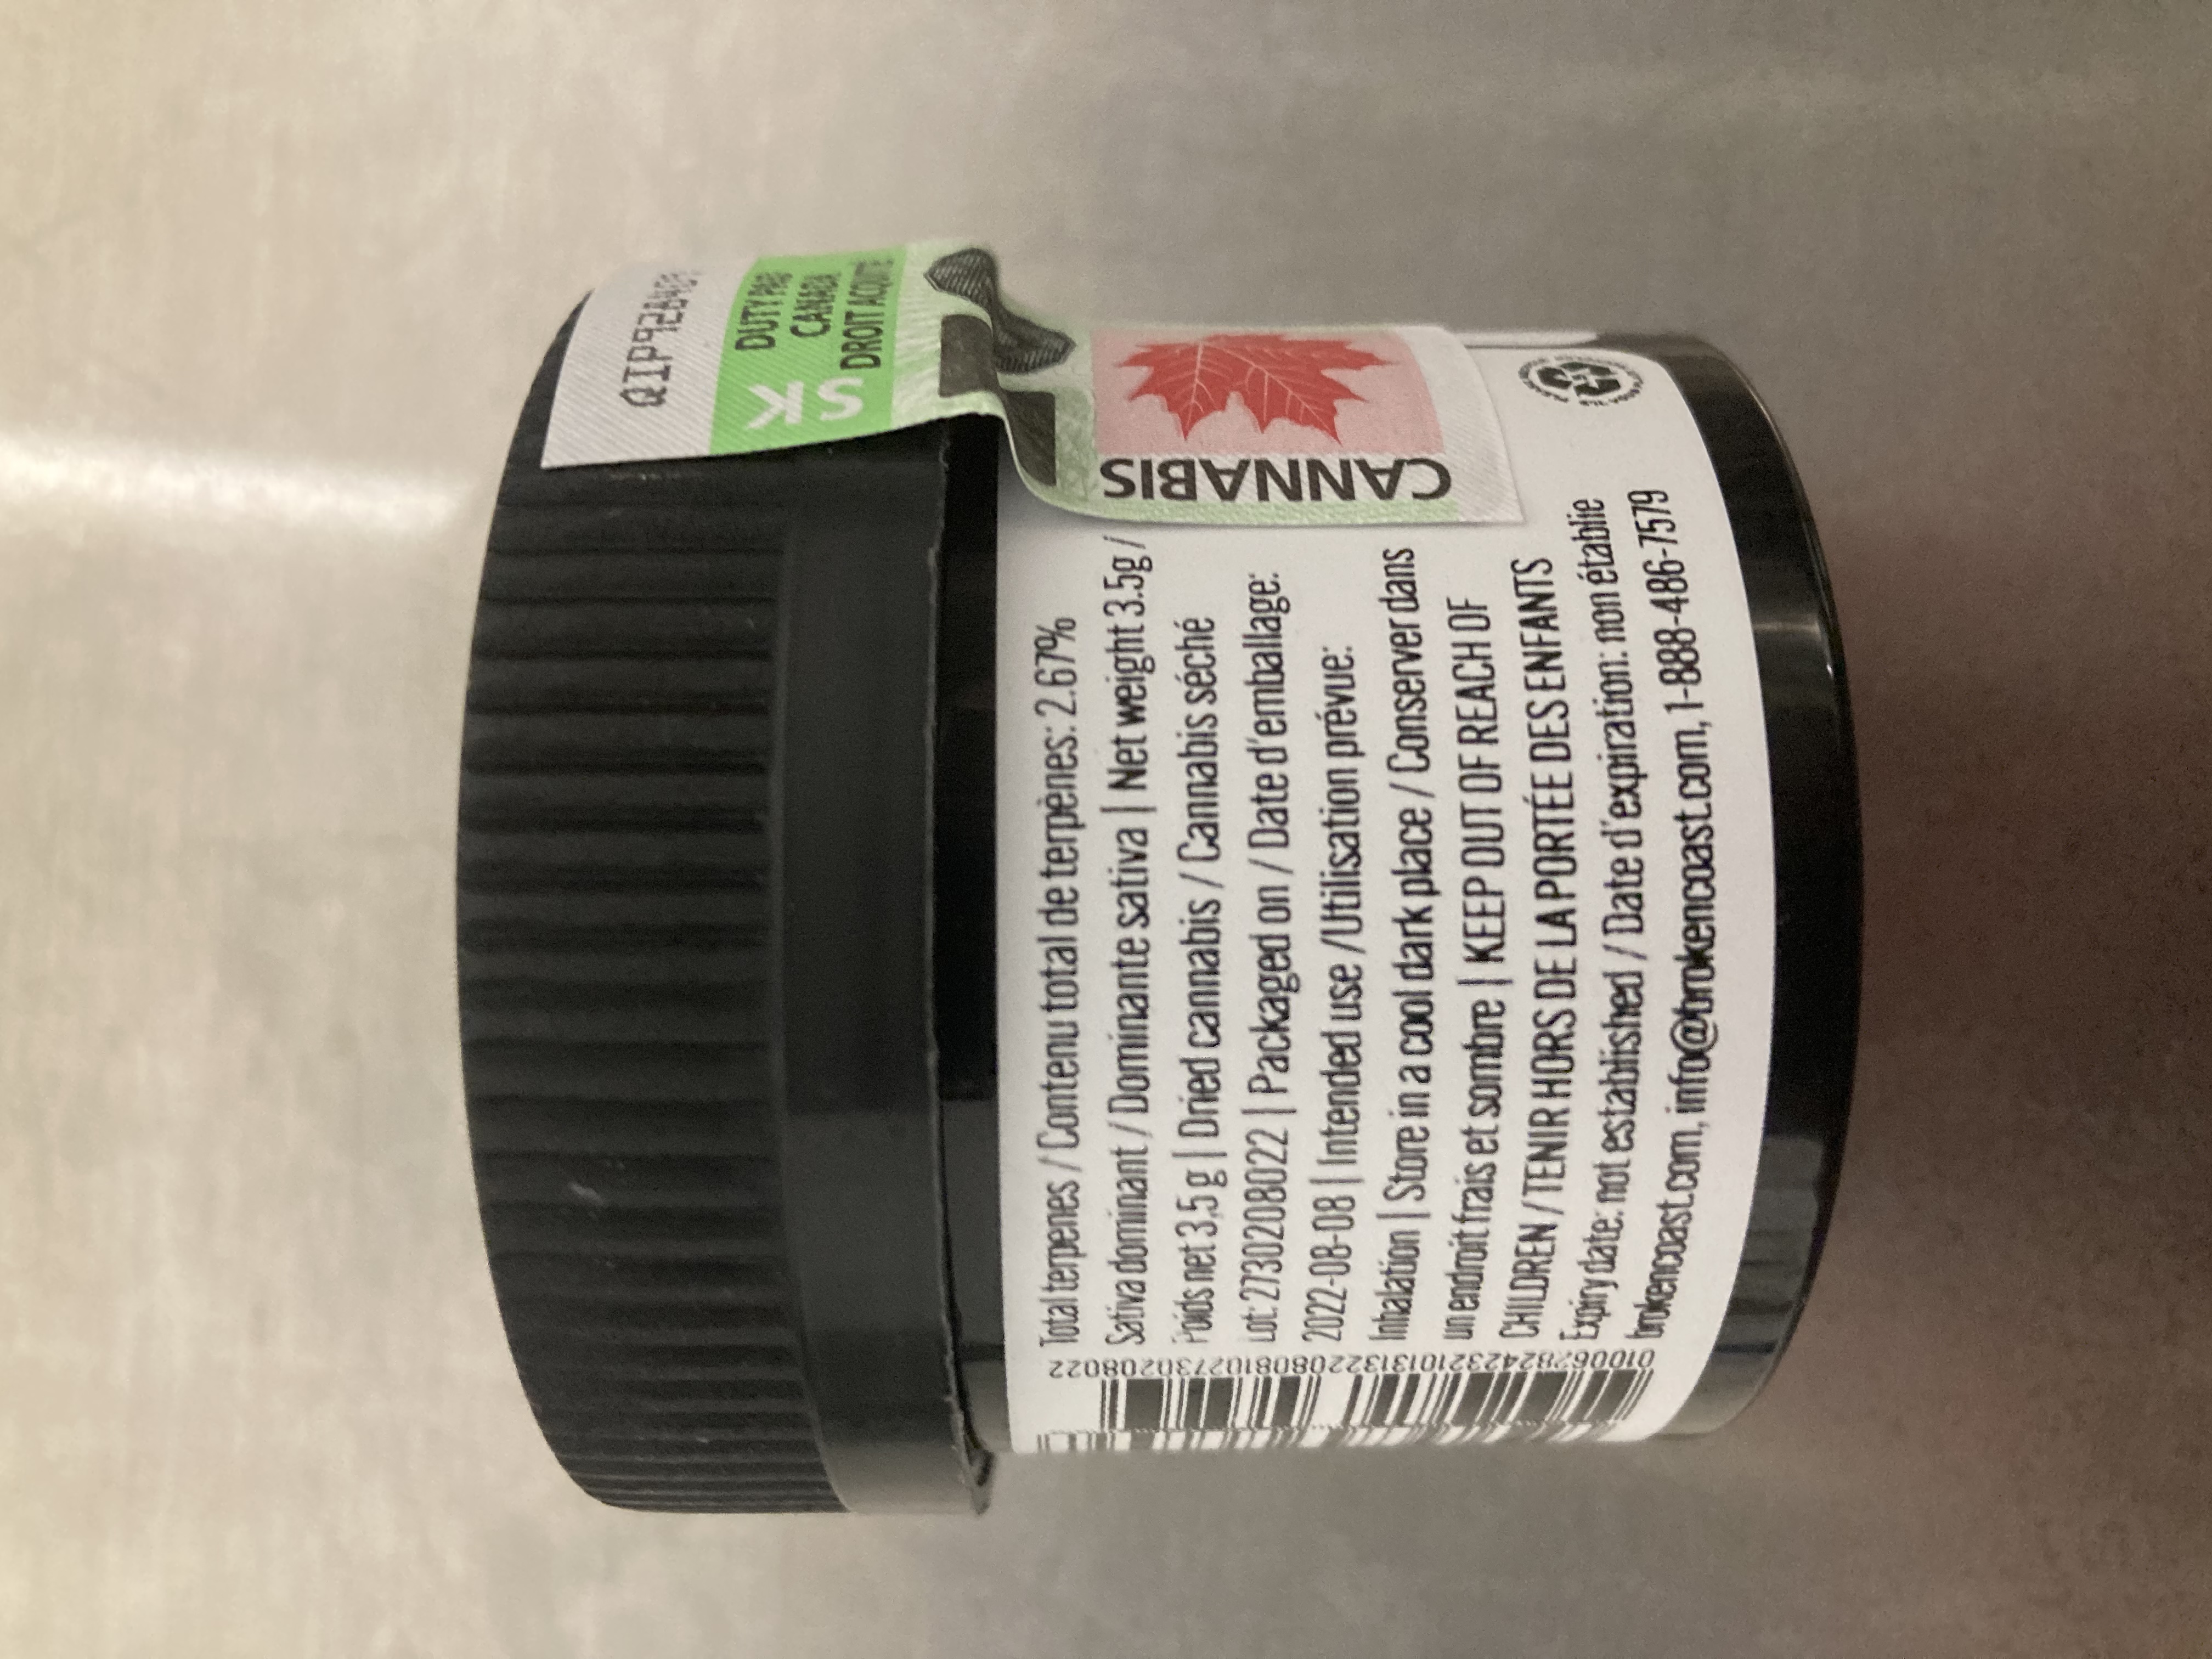 Total terpenes / Contenu total de terpènes: 2.67%
Sativa dominant / Dominante sativa | Net weight 3.5g /
Poids net 3,5 g | Dried cannabis / Cannabis séché
Lot: 2730208022 | Packaged on / Date d'emballage:
2022-08-08 | Intended use /Utilisation prévue:
Inhalation | Store in a cool dark place / Conserver dans
un endroit frais et sombre | KEEP OUT OF REACH OF
CHILDREN / TENIR HORS DE LA PORTÉE DES ENFANTS
Expiry date: not established / Date d'expiration: non établie
brokencoast.com, info@brokencoast.com, 1-888-486-7579
SK
DUTY PAID
CANADA
DROIT ACQUITTÉ
CANNABIS